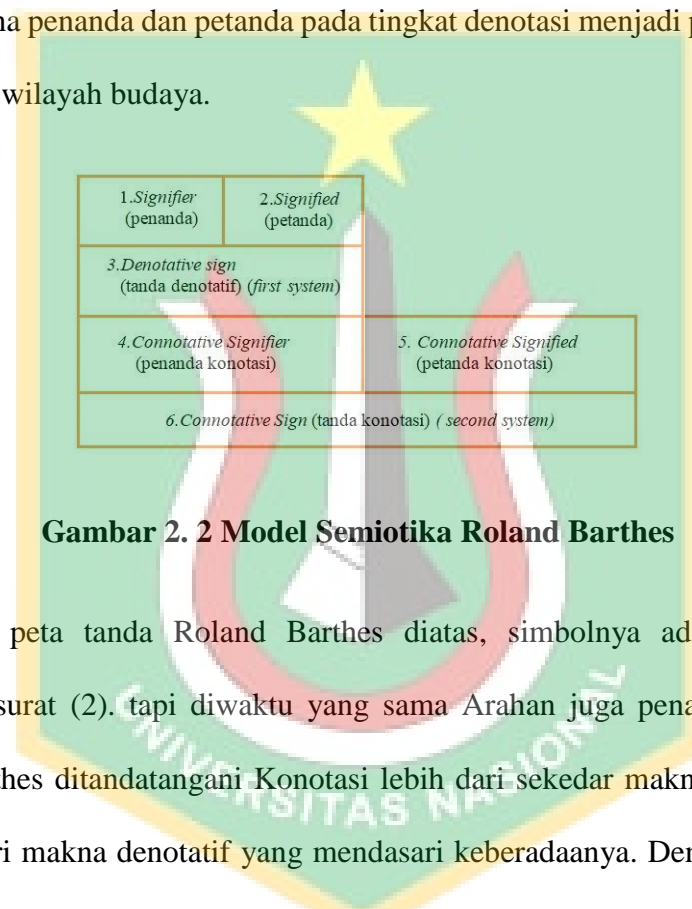 na penanda dan petanda pada tingkat denotasi menjadi p
wilayah budaya.
1.Signifier 2.Signified
(penanda) (petanda)
3.Denotative sign
(tanda denotatif) (first system)
4.Connotative Signifier 5. Connotative Signified
(penanda konotasi) (petanda konotasi)
6.Connotative Sign (tanda konotasi) ( second system)
Gambar 2. 2 Model Semiotika Roland Barthes
peta tanda Roland Barthes diatas, simbolnya ad
surat (2). tapi diwaktu yang sama Arahan juga pena
thes ditandatangani Konotasi lebih dari sekedar makn
ri makna denotatif yang mendasari keberadaanya. Den
UNIVERSITAS NASIONAL